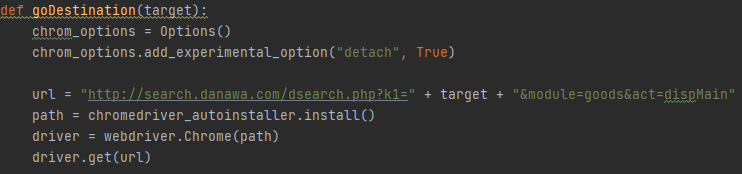 def goDestination(target):
    chrom_options = Options()
    chrom_options.add_experimental_option("detach", True)
    url = "http://search.danawa.com/dsearch.php?k1=" + target + "&module=goods&act=dispMain"
    path = chromedriver_autoinstaller.install()
    driver = webdriver.Chrome(path)
    driver.get(url)